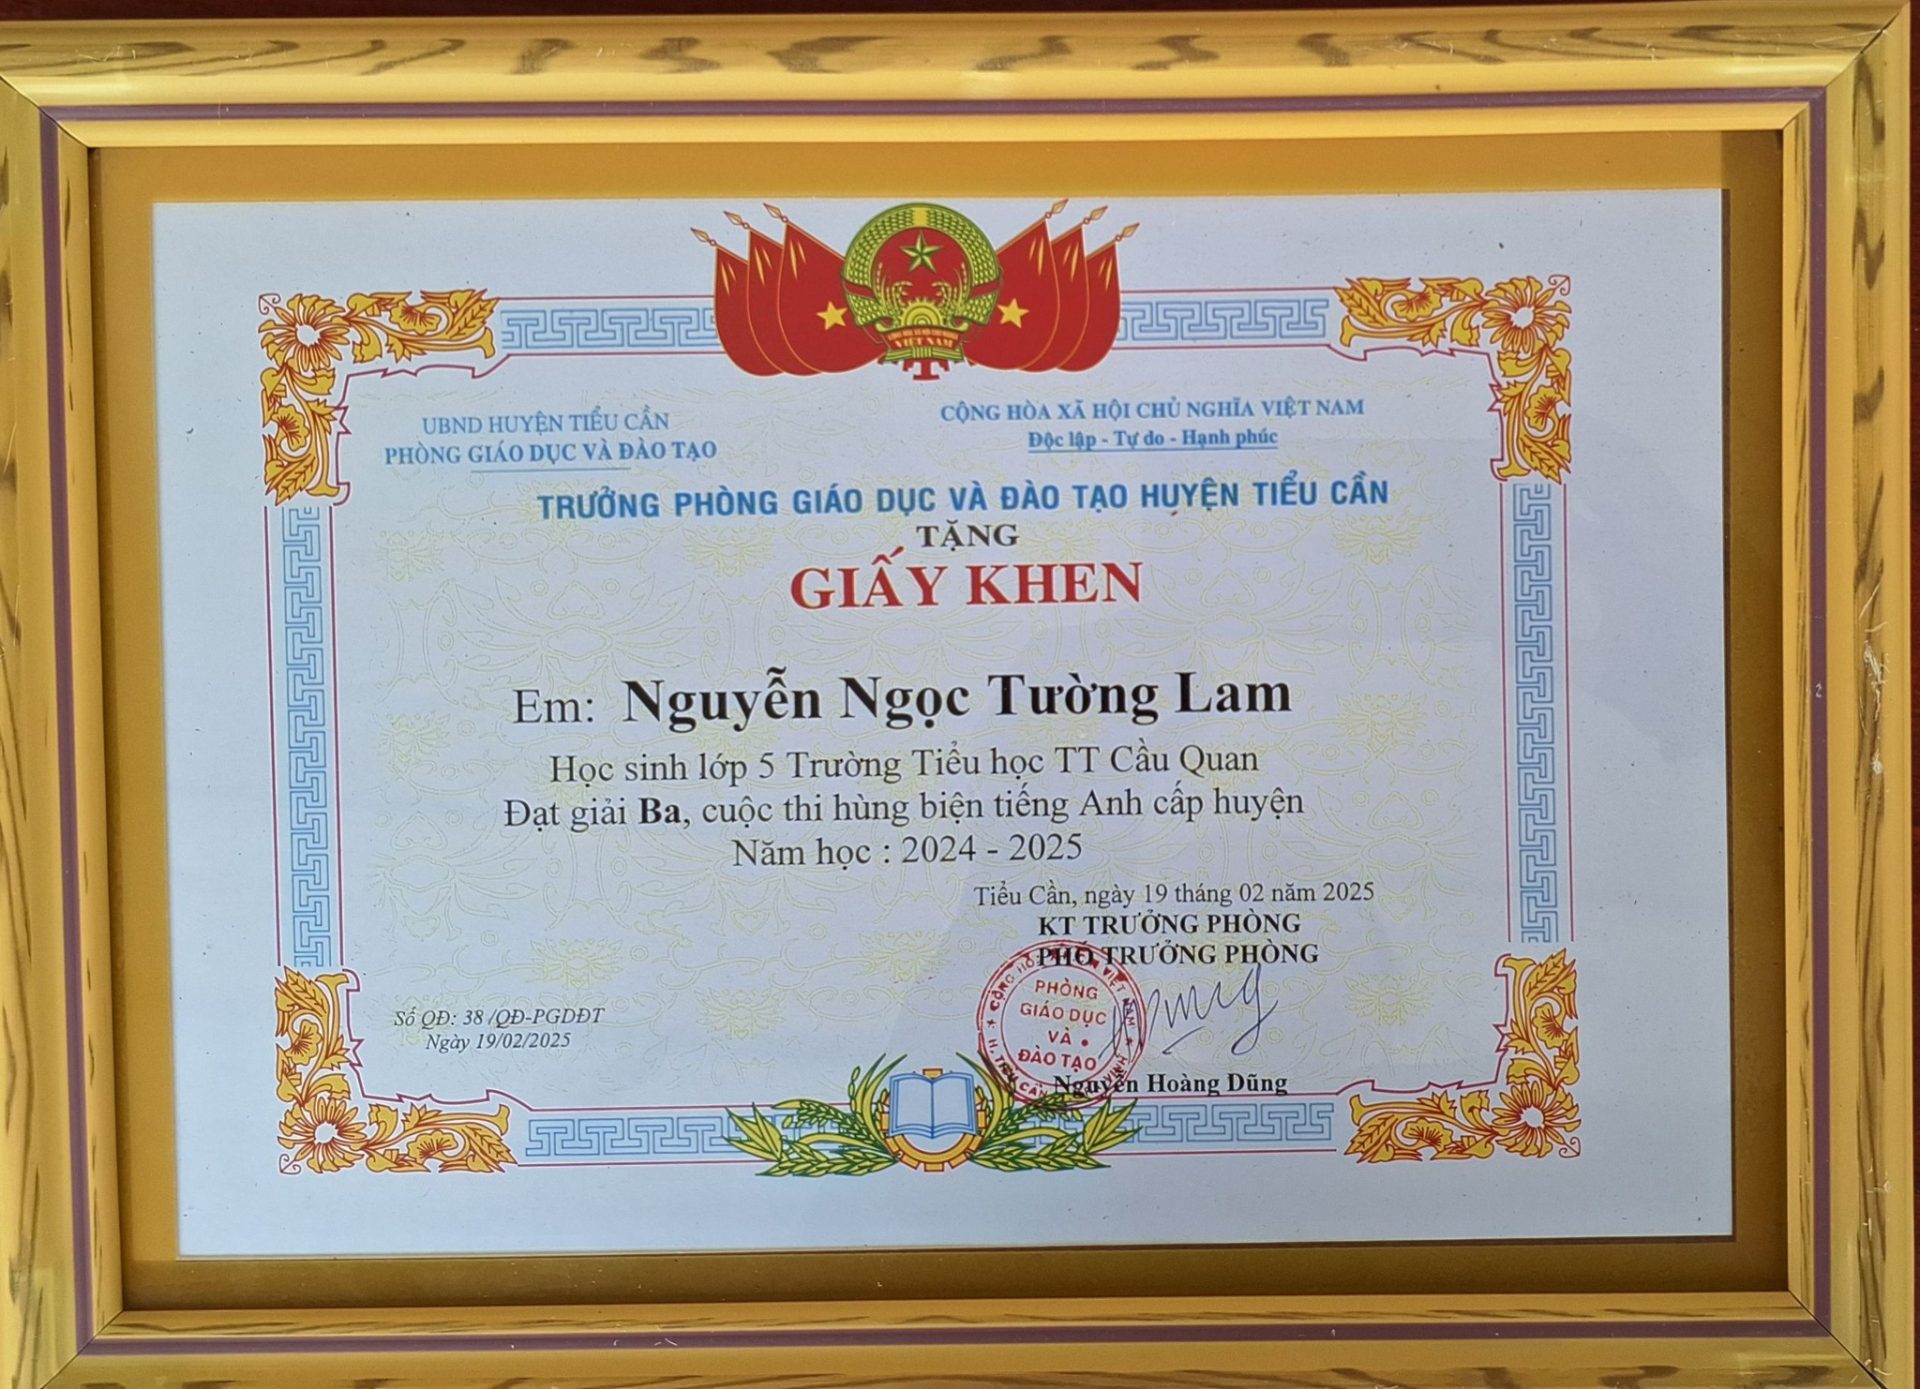 VIỆT NAM
UBND HUYỆN TIỂU CẦN
PHÒNG GIÁO DỤC VÀ ĐÀO TẠO
CỘNG HÒA XÃ HỘI CHỦ NGHĨA VIỆT NAM
Độc lập - Tự do - Hạnh phúc
TRƯỞNG PHÒNG GIÁO DỤC VÀ ĐÀO TẠO HUYỆN TIỂU CẦN
TẶNG
GIẤY KHEN
Em: Nguyễn Ngọc Tường Lam
Học sinh lớp 5 Trường Tiểu học TT Cầu Quan
Đạt giải Ba, cuộc thi hùng biện tiếng Anh cấp huyện
Năm học : 2024 - 2025
Tiểu Cần, ngày 19 tháng 02 năm 2025
KT TRƯỞNG PHÒNG
PHÓ TRƯỞNG PHÒNG
PHÒNG
GIÁO DỤC
VÀ
ĐÀO TẠO
Nguyễn Hoàng Dũng
Số QĐ: 38 /QĐ-PGDĐT
Ngày 19/02/2025